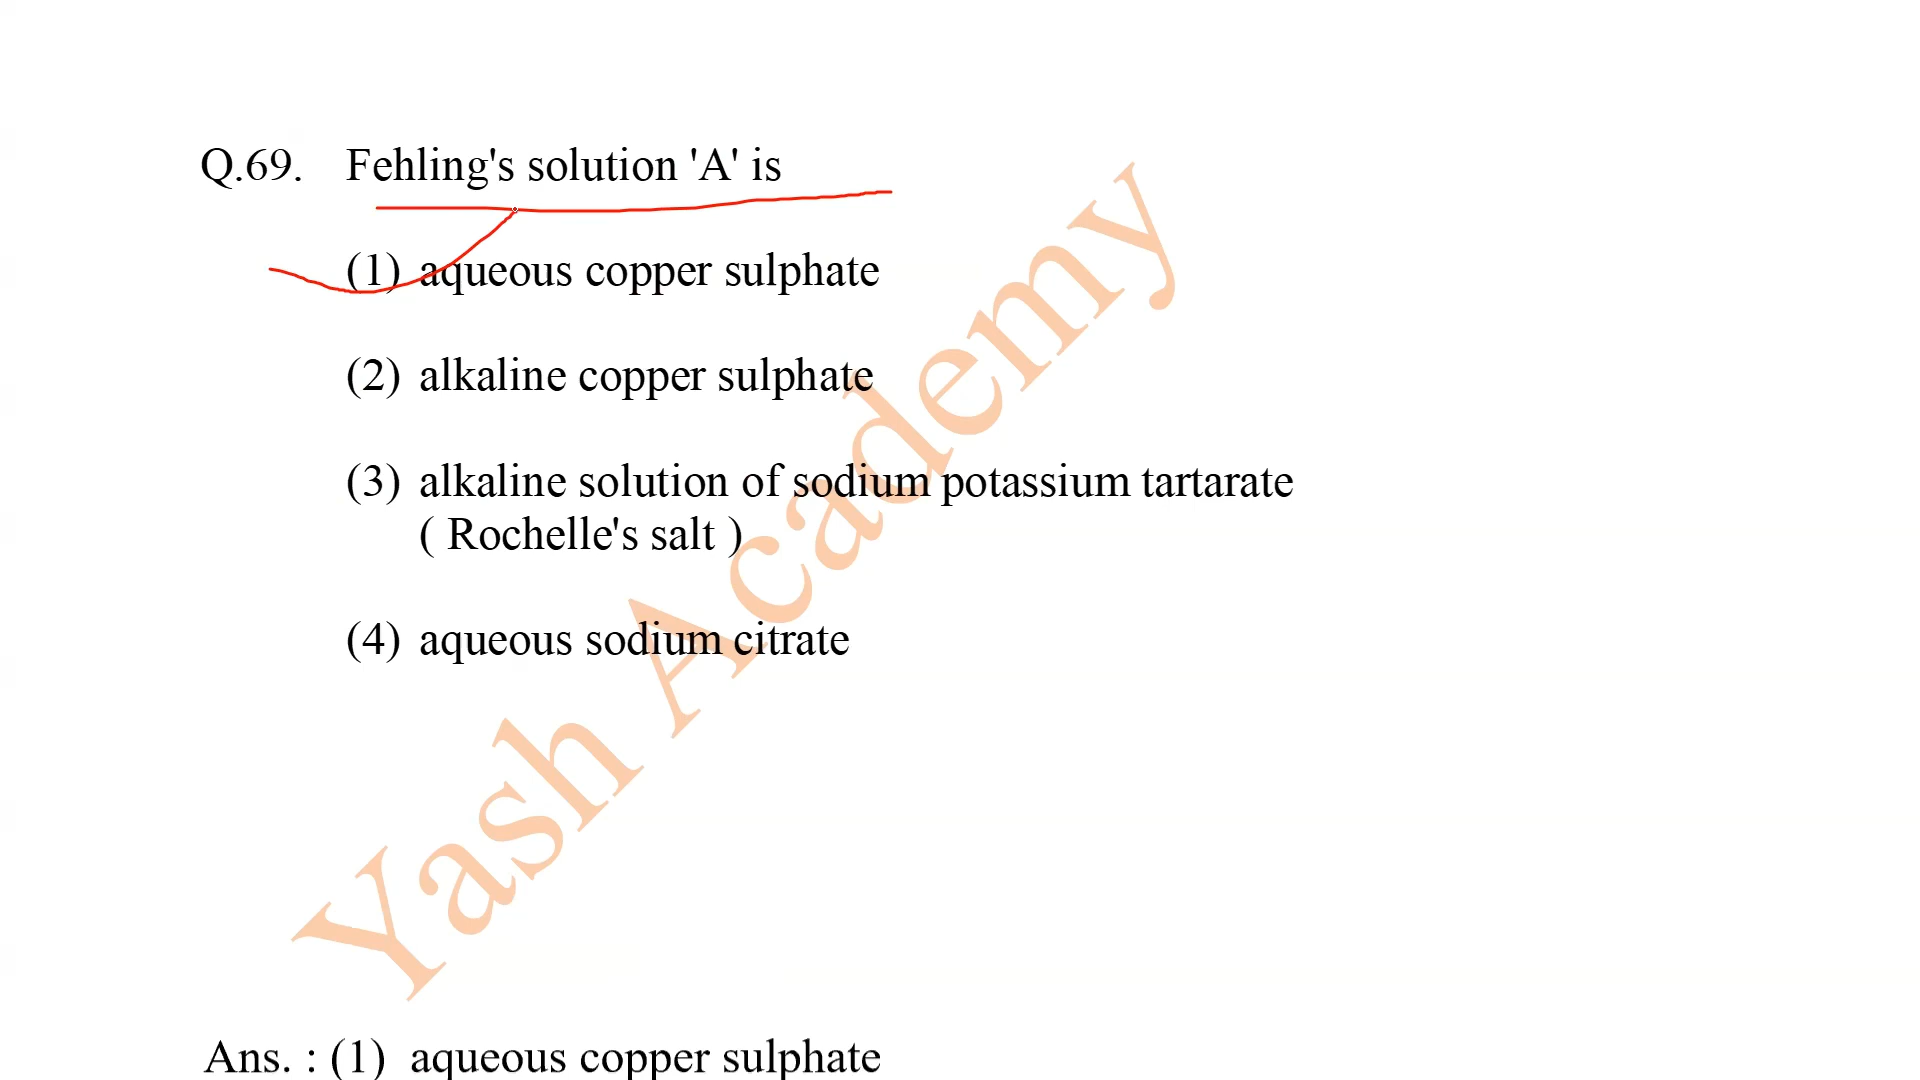 Q.69. Fehling's solution 'A' is
(1) aqueous copper sulphate
(2) alkaline copper sulphate
(3) alkaline solution of sodium potassium tartarate
( Rochelle's salt )
(4) aqueous sodium citrate
Yash Academy
Ans. : (1) aqueous copper sulphate